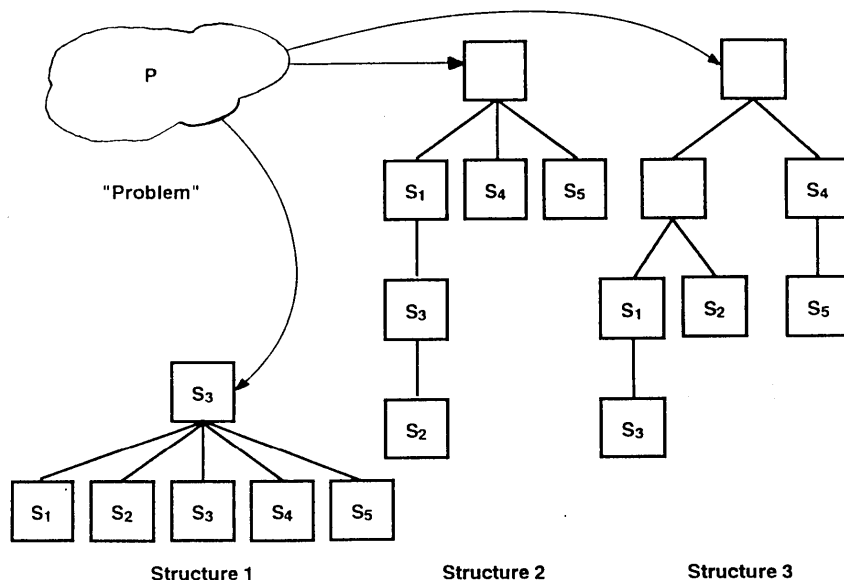 P
"Problem"
S1 S4 S5 S4
S3 S1 S2 S5
S3 S2 S3
S1 S2 S3 S4 S5
Structure 1 Structure 2 Structure 3